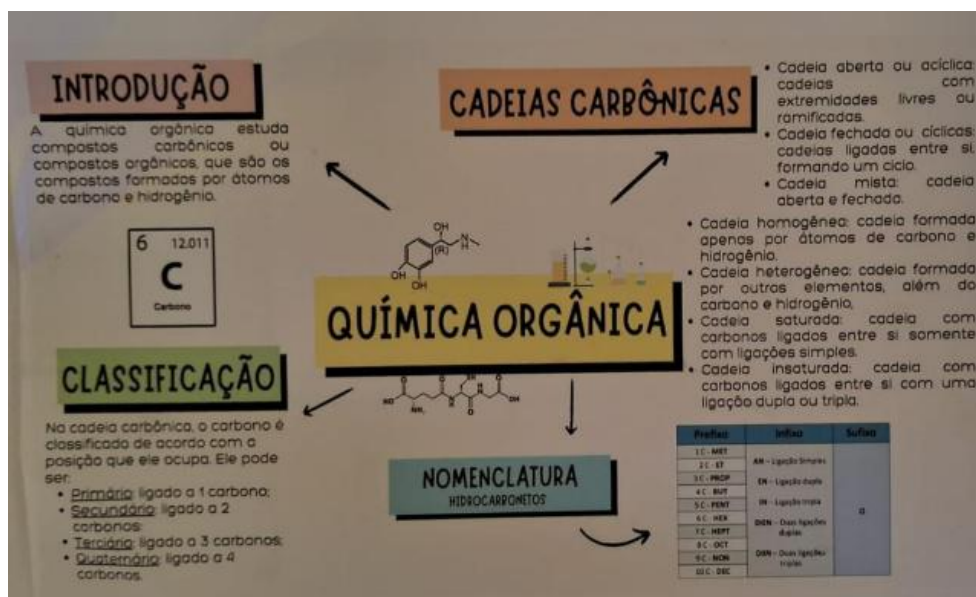 INTRODUÇÃO
A química orgânica estuda
compostos carbônicos ou
compostos orgânicos, que são os
compostos formados por átomos
de carbono e hidrogênio.
6 12.011
C
Carbono
CLASSIFICAÇÃO
Na cadeia carbônica, o carbono é
classificado de acordo com a
posição que ele ocupa. Ele pode
ser:
• Primário: ligado a 1 carbono;
• Secundário: ligado a 2
carbonos;
• Terciário: ligado a 3 carbonos;
• Quaternário: ligado a 4
carbonos.
OH
H
N
(R)
OH
OH
QUÍMICA ORGÂNICA
O
SH
O
HO
NH₂
N
H
O
H
N
OH
NOMENCLATURA
HIDROCARBONETOS
CADEIAS CARBÔNICAS
• Cadeia aberta ou acíclica:
cadeias com
extremidades livres ou
ramificadas.
• Cadeia fechada ou cíclicas:
cadeias ligadas entre si,
formando um ciclo.
• Cadeia mista: cadeia
aberta e fechada.
• Cadeia homogênea: cadeia formada
apenas por átomos de carbono e
hidrogênio.
• Cadeia heterogênea: cadeia formada
por outros elementos, além do
carbono e hidrogênio.
• Cadeia saturada: cadeia com
carbonos ligados entre si somente
com ligações simples.
• Cadeia insaturada: cadeia com
carbonos ligados entre si com uma
ligação dupla ou tripla.
Prefixo Infixo Sufixo
1 C - MET
2 C - ET
3 C - PROP
4 C - BUT
5 C - PENT
6 C - HEX
7 C - HEPT
8 C - OCT
9 C - NON
10 C - DEC
AN – Ligação Simples
EN – Ligação dupla
IN – Ligação tripla
DIEN – Duas ligações
duplas
DIIN – Duas ligações
triplas
o